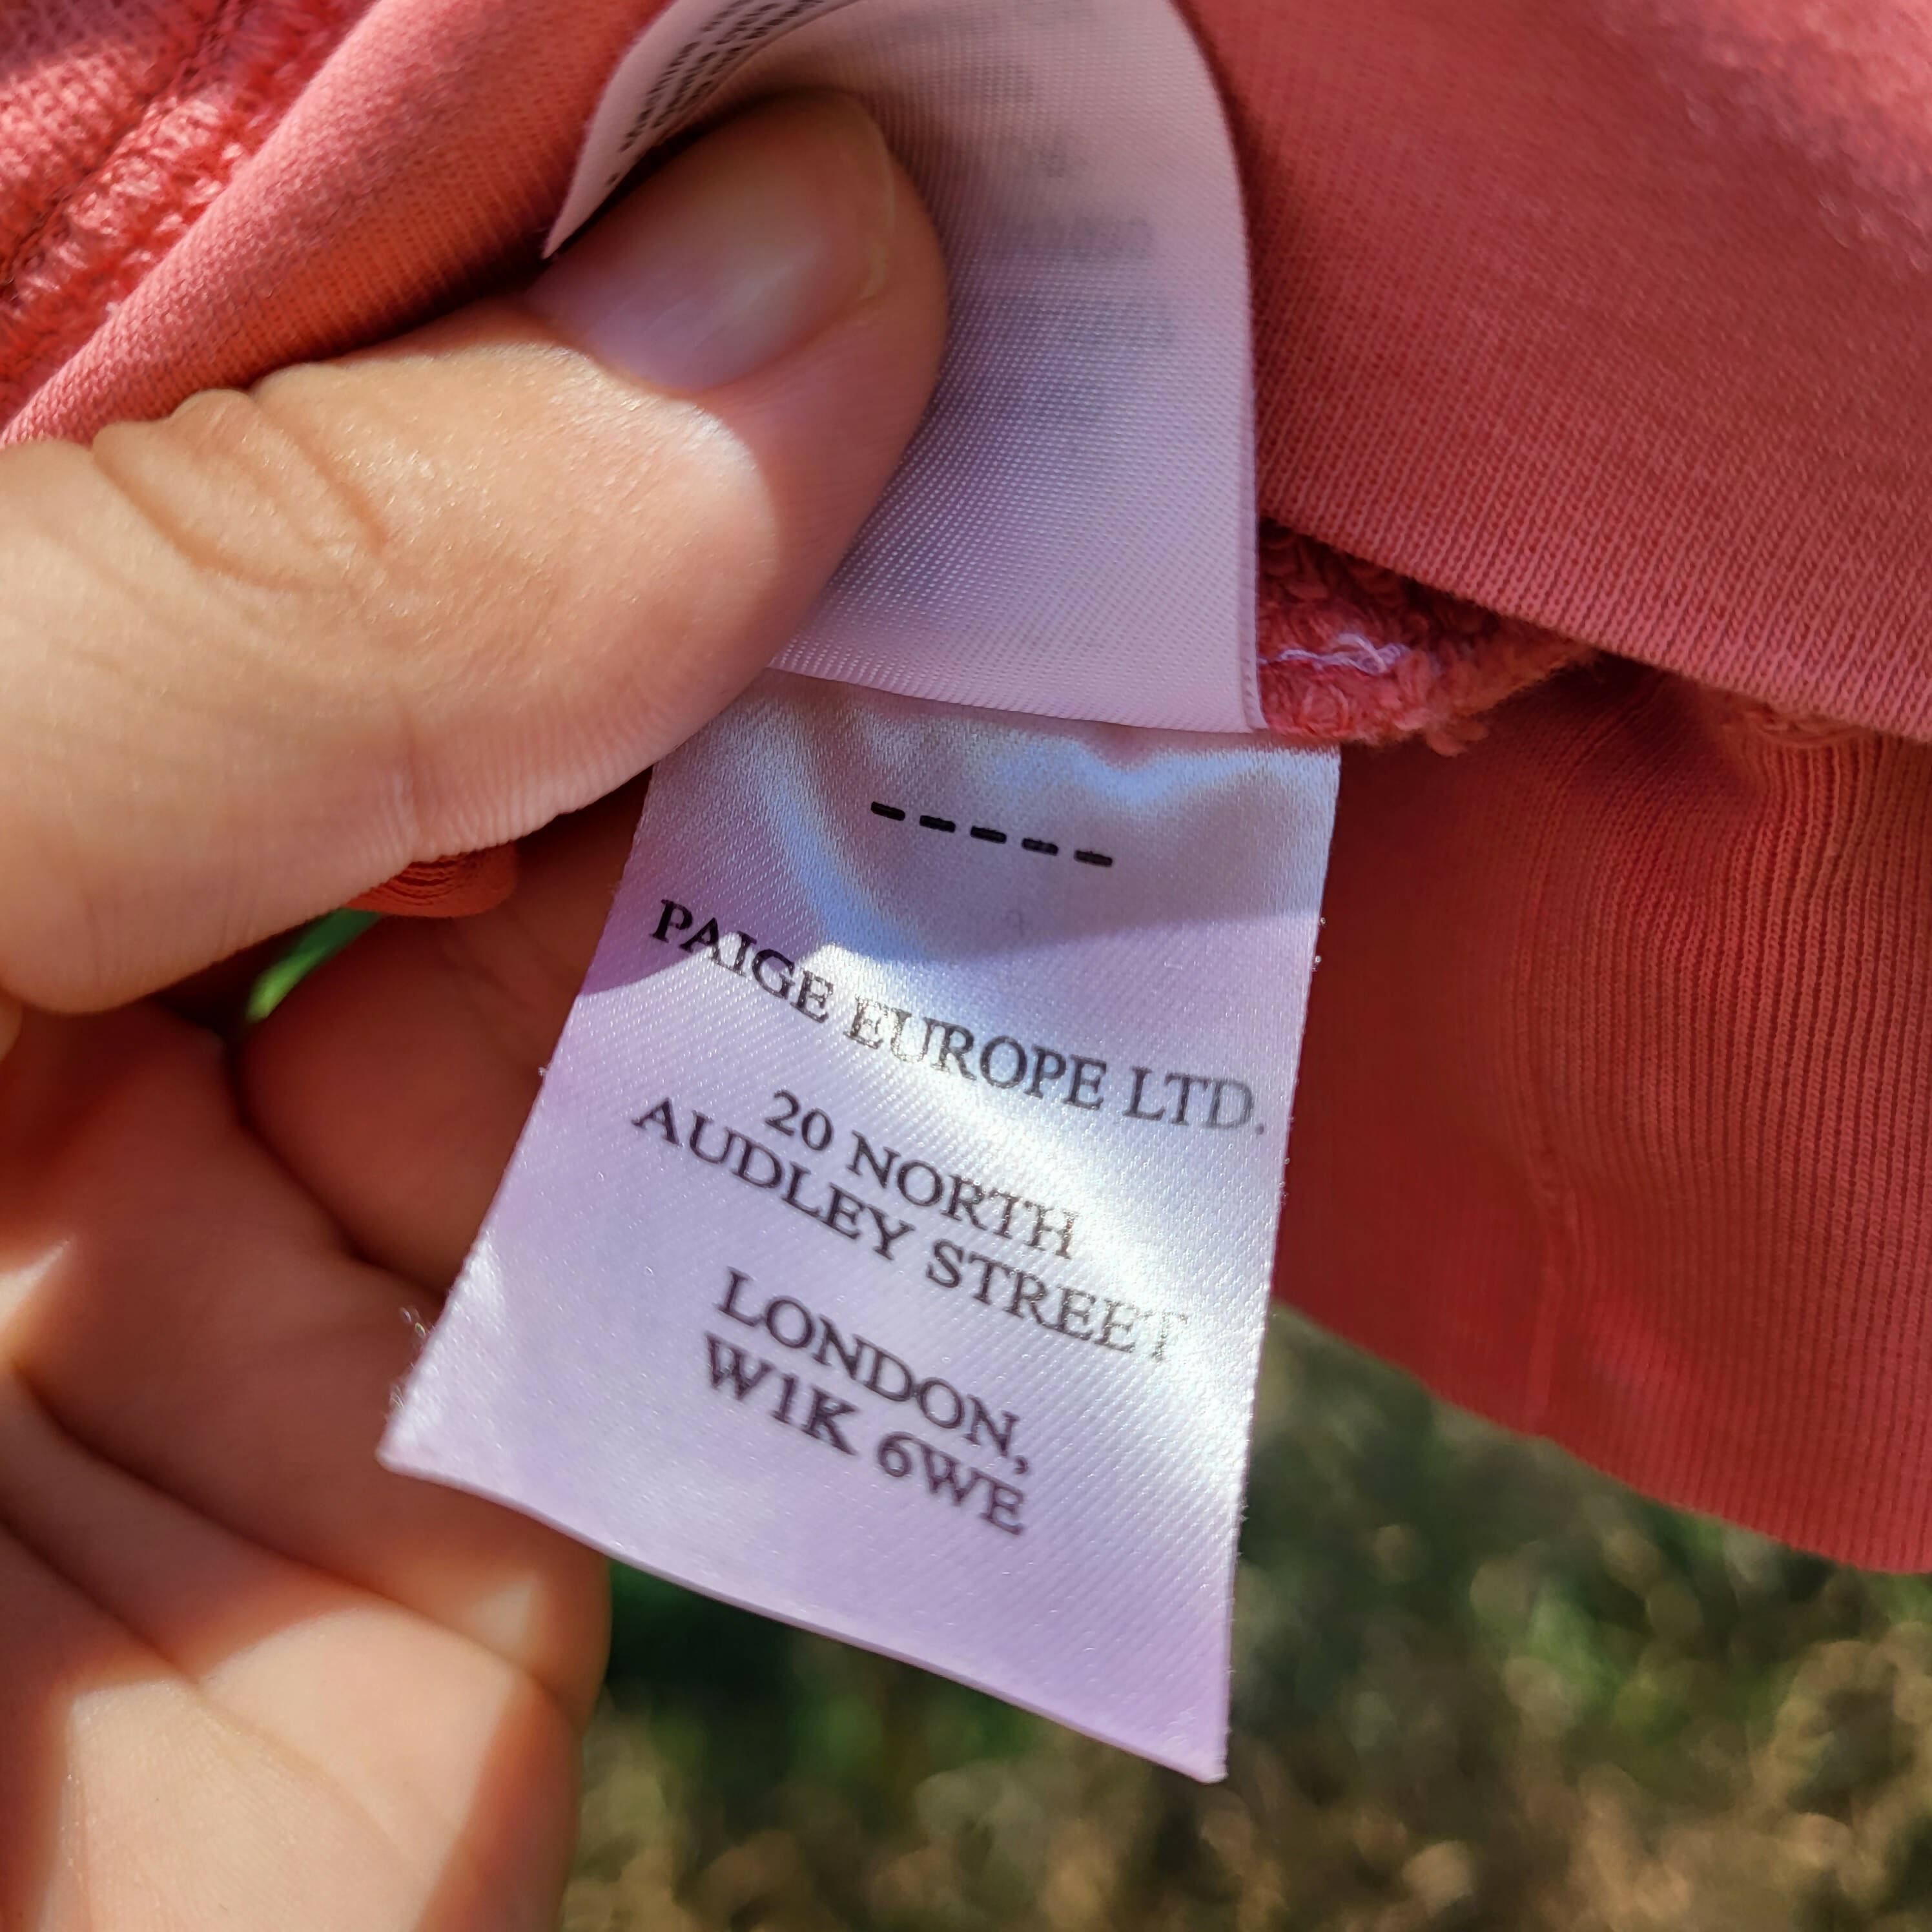 -----
PAIGE EUROPE LTD.
20 NORTH
AUDLEY STREET
LONDON,
W1K 6WE